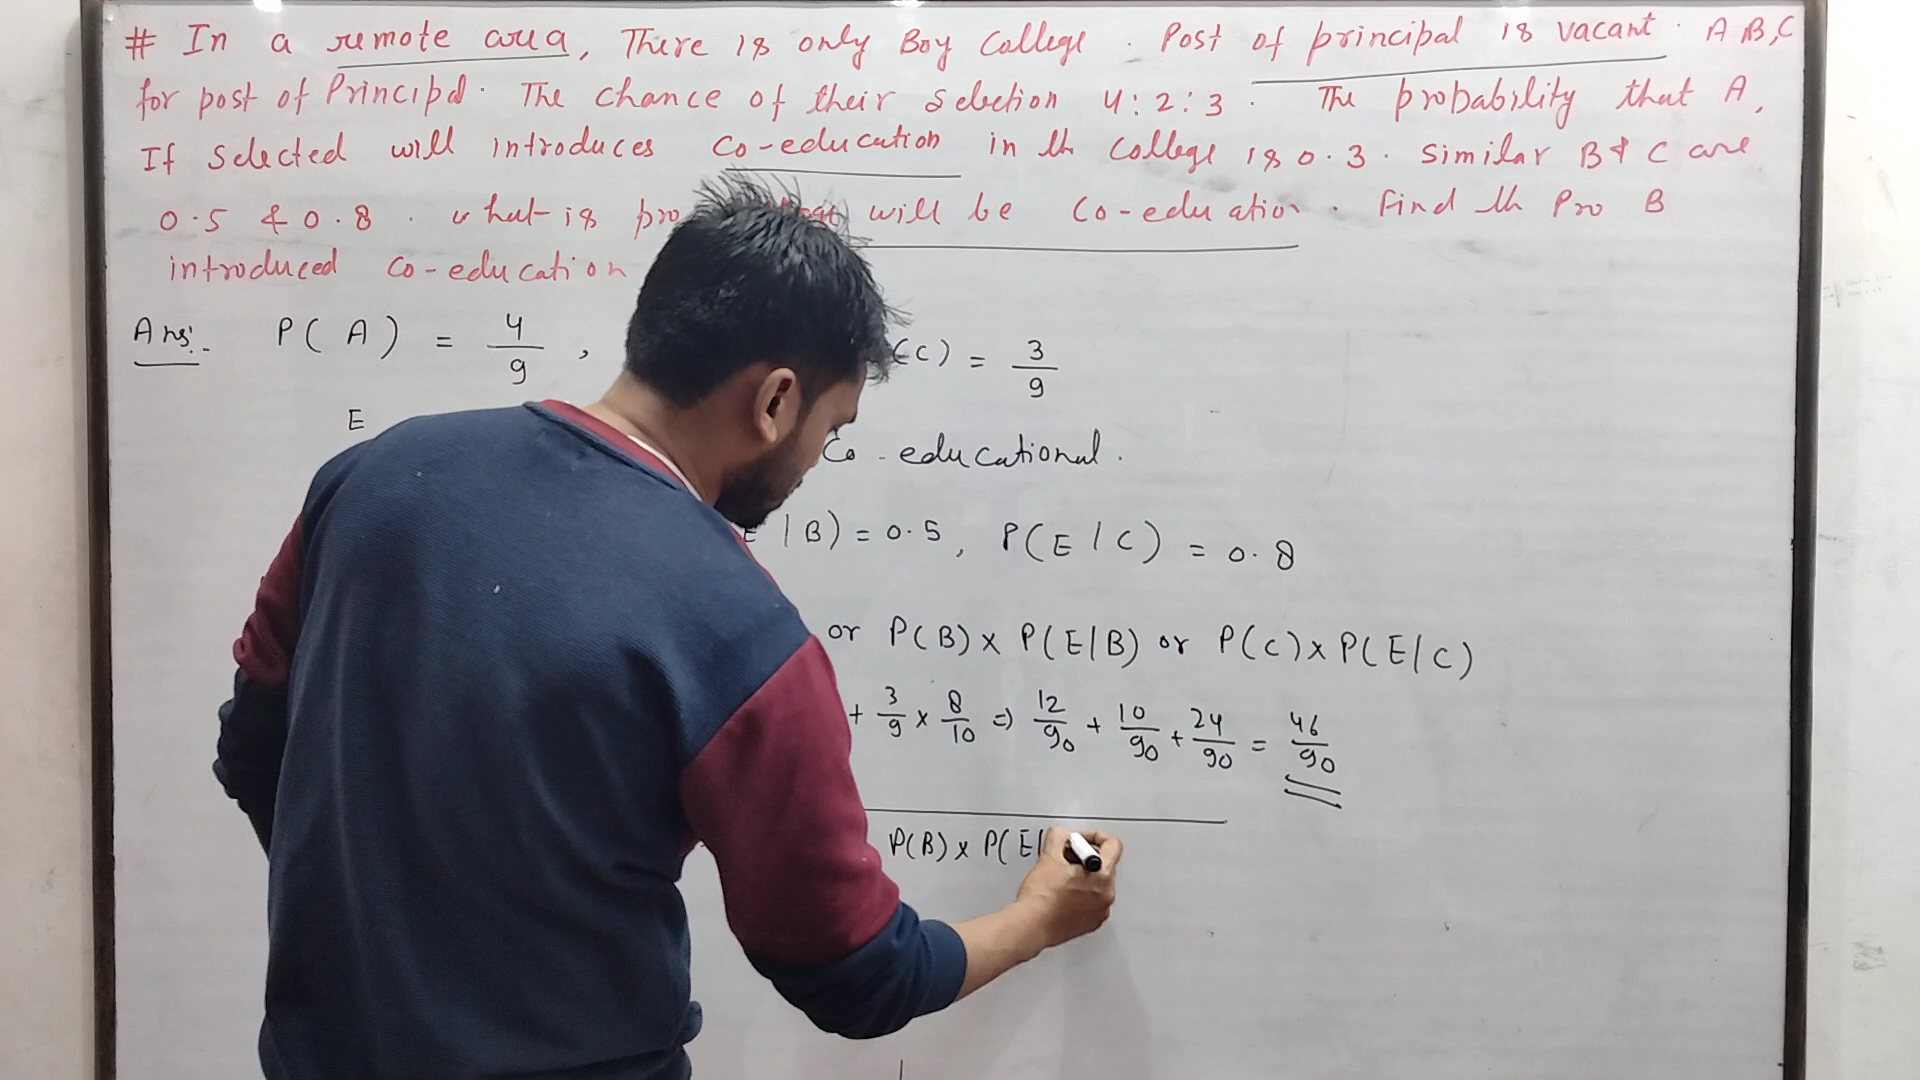 # In a remote area, There is only Boy College. Post of principal is vacant. A B,C
for post of Principal. The chance of their Selection 4:2:3. The probability that A,
If Selected will introduces Co-education in th College is 0.3. Similar B & C are
0.5 & 0.8. what is pro will be Co-education. Find th Pro B
introduced Co-education
Ans:- P(A) = 4/9, (C) = 3/9
E Co-educational.
E|B) = 0.5, P(E|C) = 0.8
or P(B)x P(E|B) or P(C)x P(E|C)
+ 3/9 x 8/10 => 12/90 + 10/90 + 24/90 = 46/90
P(B) x P(E|